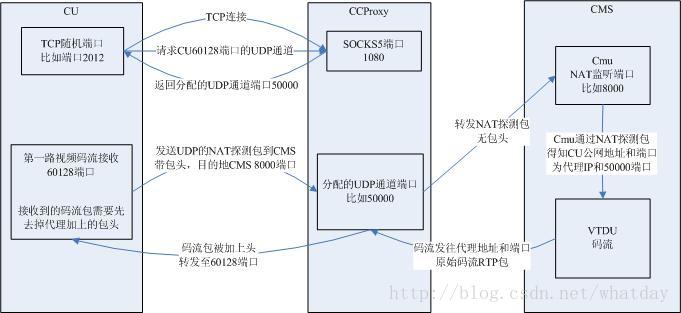 CU
CCProxy
CMS
TCP随机端口
比如端口2012
TCP连接
请求CU60128端口的UDP通道
返回分配的UDP通道端口50000
SOCKS5端口
1080
Cmu
NAT监听端口
比如8000
转发NAT探测包
无包头
Cmu通过NAT探测包
得知CU公网地址和端口
为代理IP和50000端口
第一路视频码流接收
60128端口
接收到的码流包需要先
去掉代理加上的包头
发送UDP的NAT探测包到CMS
带包头，目的地CMS 8000端口
分配的UDP通道端口
比如50000
VTDU
码流
码流包被加上头
转发至60128端口
码流发往代理地址和端口
原始码流RTP包
http://blog.csdn.net/whatday